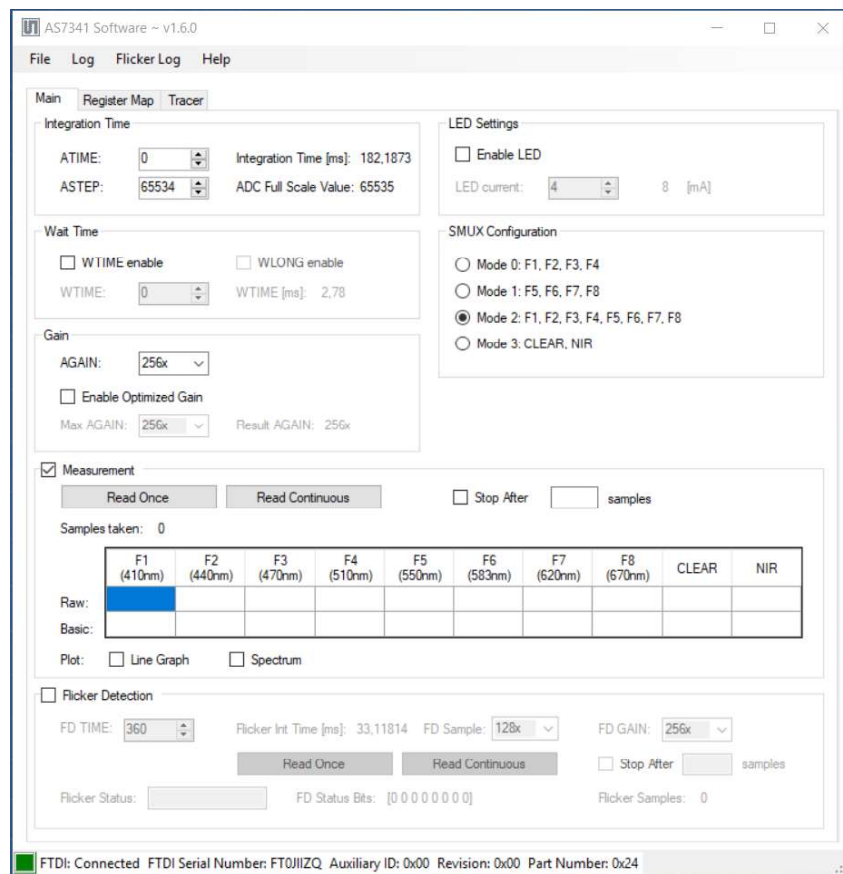 AS7341 Software ~ v1.6.0
File Log Flicker Log Help
Main Register Map Tracer
Integration Time
ATIME: 0 Integration Time [ms]: 182,1873
ASTEP: 65534 ADC Full Scale Value: 65535
LED Settings
Enable LED
LED current: 4 8 [mA]
Wait Time
WTIME enable WLONG enable
WTIME: 0 WTIME [ms]: 2,78
SMUX Configuration
Mode 0: F1, F2, F3, F4
Mode 1: F5, F6, F7, F8
Mode 2: F1, F2, F3, F4, F5, F6, F7, F8
Mode 3: CLEAR, NIR
Gain
AGAIN: 256x
Enable Optimized Gain
Max AGAIN: 256x Result AGAIN: 256x
Measurement
Read Once Read Continuous Stop After samples
Samples taken: 0
F1 F2 F3 F4 F5 F6 F7 F8 CLEAR NIR
(410nm) (440nm) (470nm) (510nm) (550nm) (583nm) (620nm) (670nm)
Raw:
Basic:
Plot: Line Graph Spectrum
Flicker Detection
FD TIME: 360 Flicker Int Time [ms]: 33,11814 FD Sample: 128x FD GAIN: 256x
Read Once Read Continuous Stop After samples
Flicker Status: FD Status Bits: [0 0 0 0 0 0 0 0] Flicker Samples: 0
FTDI: Connected FTDI Serial Number: FT0JIIZQ Auxiliary ID: 0x00 Revision: 0x00 Part Number: 0x24